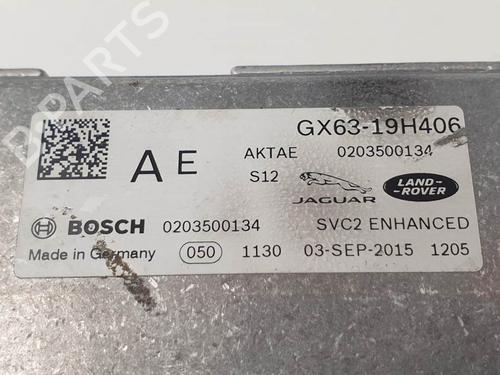 GX63-19H406
A E
AKTAE 0203500134
S12
JAGUAR
LAND-
ROVER
BOSCH 0203500134
SVC2 ENHANCED
Made in Germany 050 1130 03-SEP-2015 1205
DPARTS